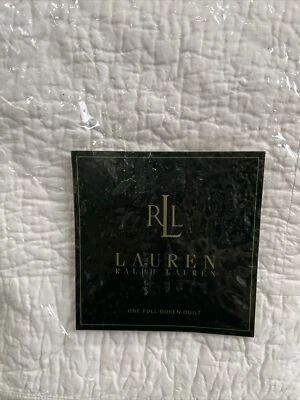 RLL
LAUREN
RALPH LAUREN
ONE FULL/QUEEN QUILT